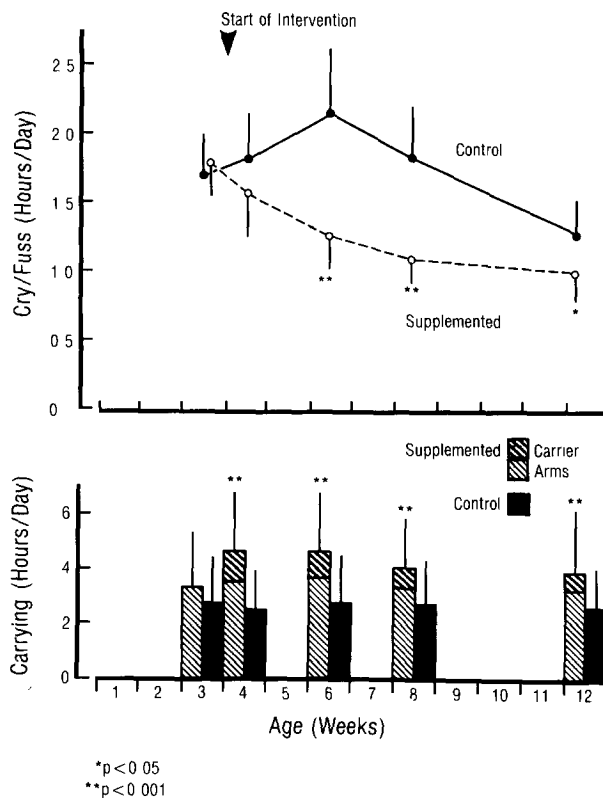 Start of Intervention
2 5
2 0
1 5
1 0
0 5
0
Cry/Fuss (Hours/Day)
Control
**
**
*
Supplemented
Supplemented Carrier
Arms
Control
**
**
**
**
6
4
2
0
Carrying (Hours/Day)
1 2 3 4 5 6 7 8 9 10 11 12
Age (Weeks)
*p<0 05
**p<0 001